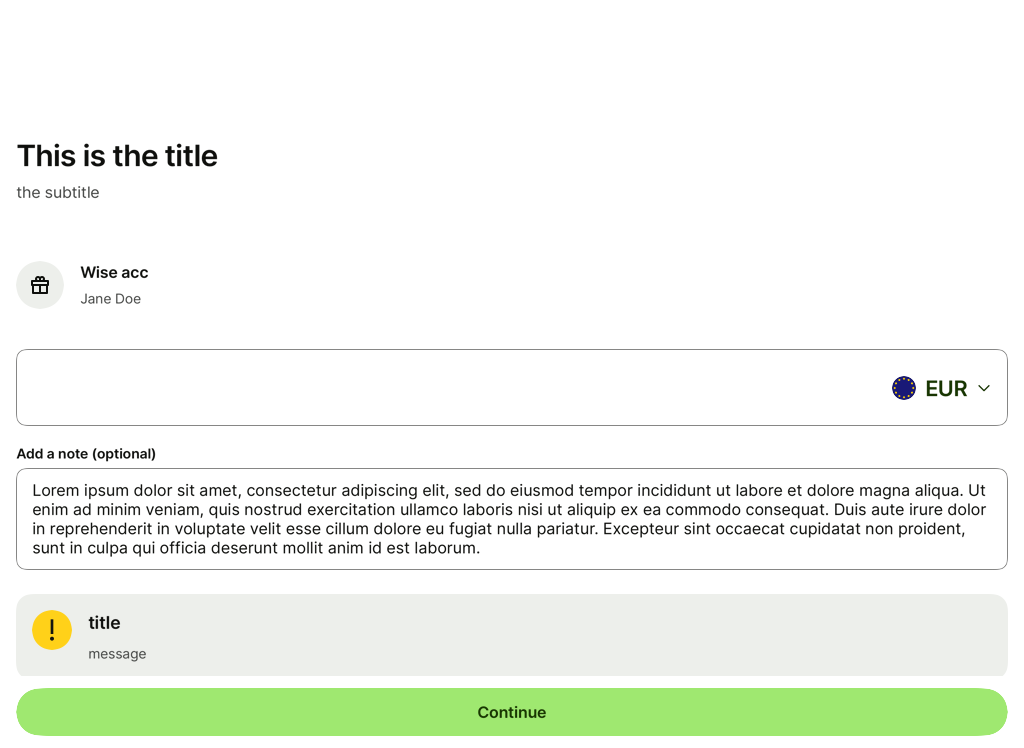 This is the title
the subtitle
Wise acc
Jane Doe
EUR
Add a note (optional)
Lorem ipsum dolor sit amet, consectetur adipiscing elit, sed do eiusmod tempor incididunt ut labore et dolore magna aliqua. Ut
enim ad minim veniam, quis nostrud exercitation ullamco laboris nisi ut aliquip ex ea commodo consequat. Duis aute irure dolor
in reprehenderit in voluptate velit esse cillum dolore eu fugiat nulla pariatur. Excepteur sint occaecat cupidatat non proident,
sunt in culpa qui officia deserunt mollit anim id est laborum.
title
message
Continue